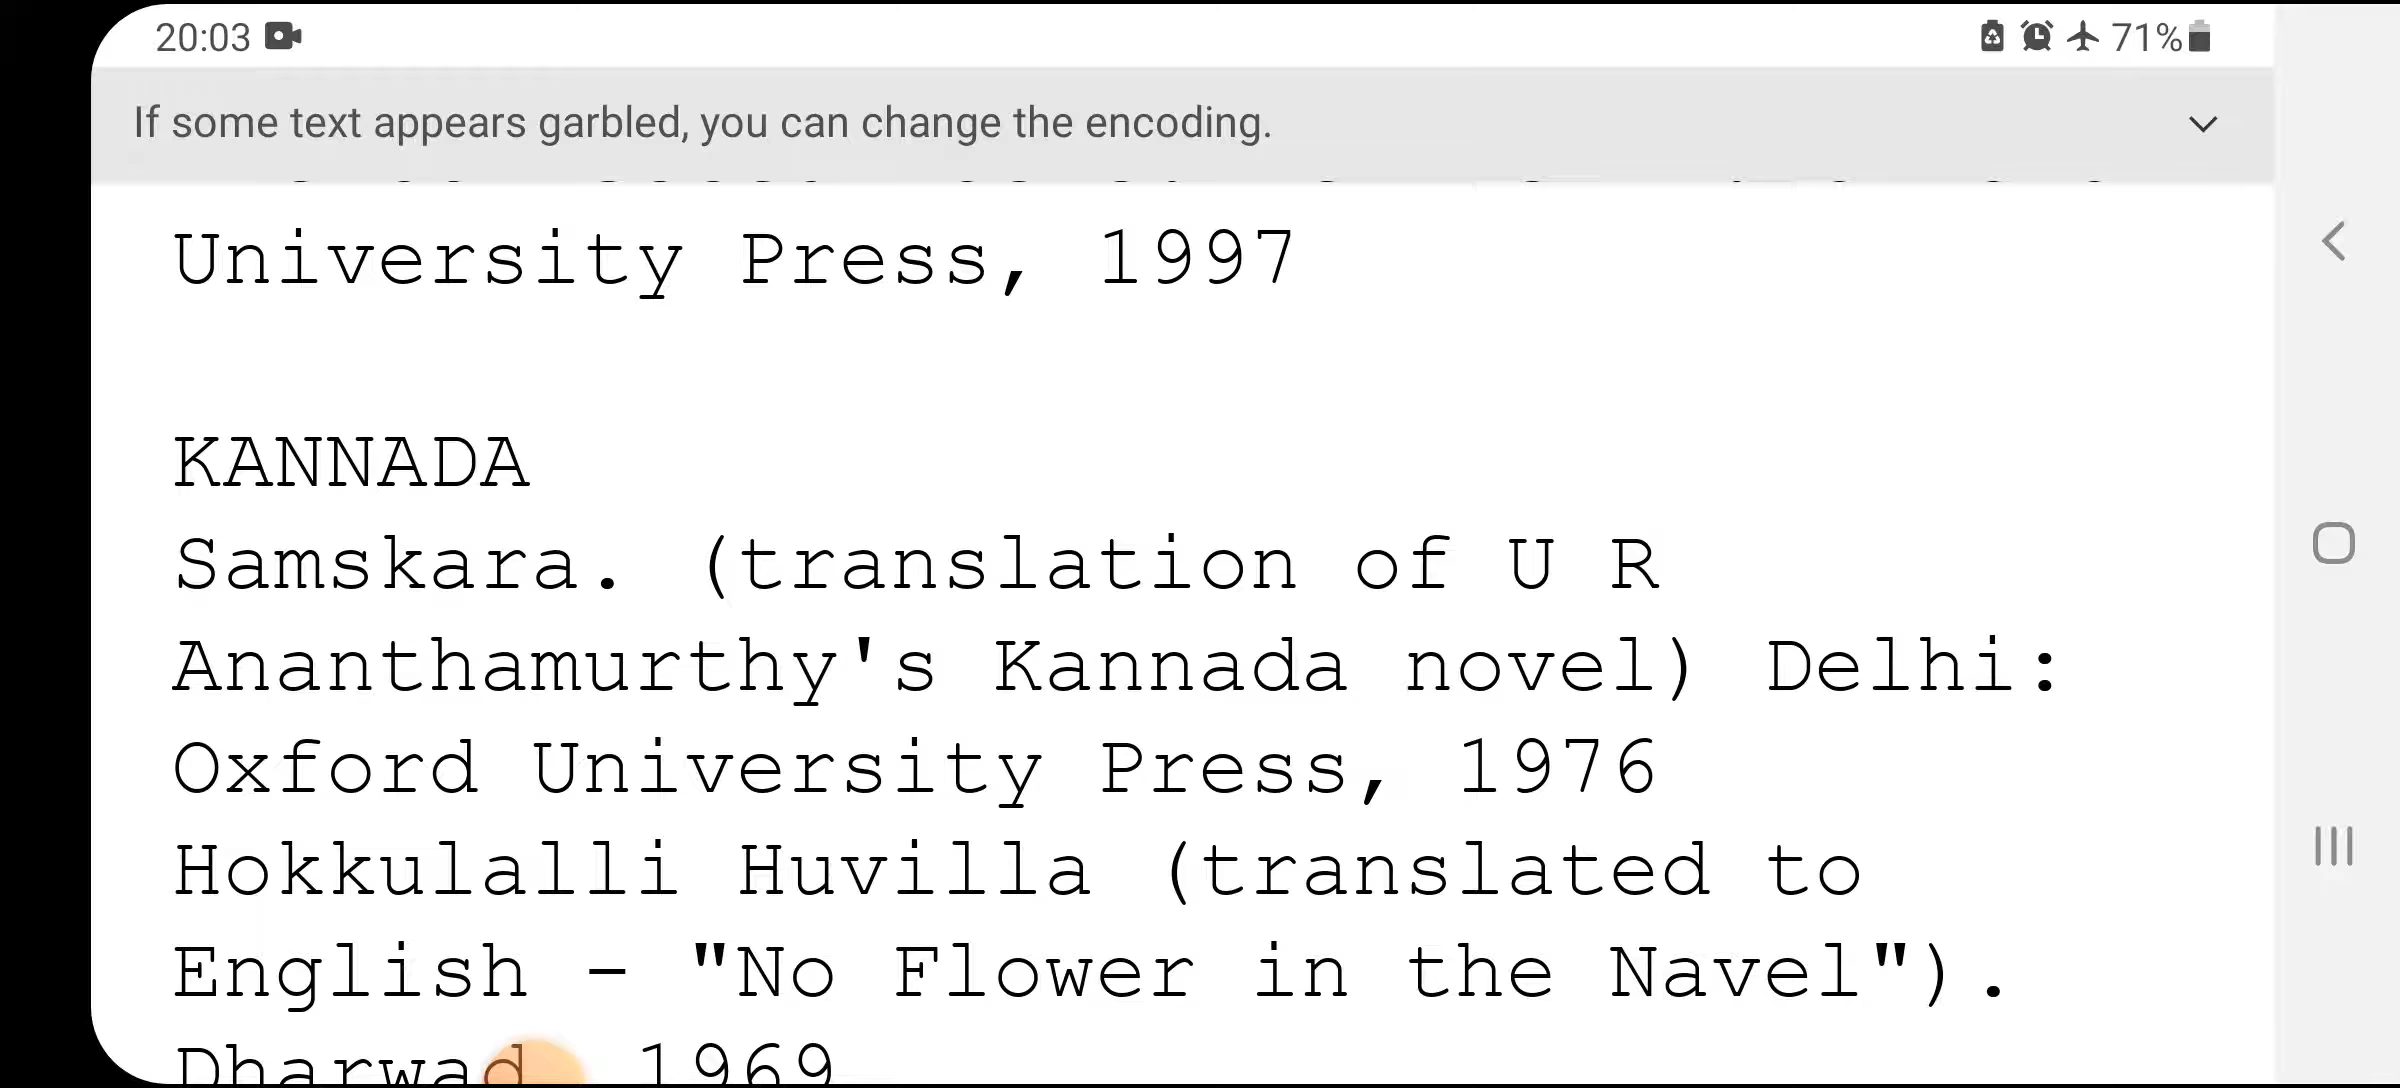 20:03
71%
If some text appears garbled, you can change the encoding.
University Press, 1997
KANNADA
Samskara. (translation of U R
Ananthamurthy's Kannada novel) Delhi:
Oxford University Press, 1976
Hokkulalli Huvilla (translated to
English - "No Flower in the Navel").
Dharwad 1969